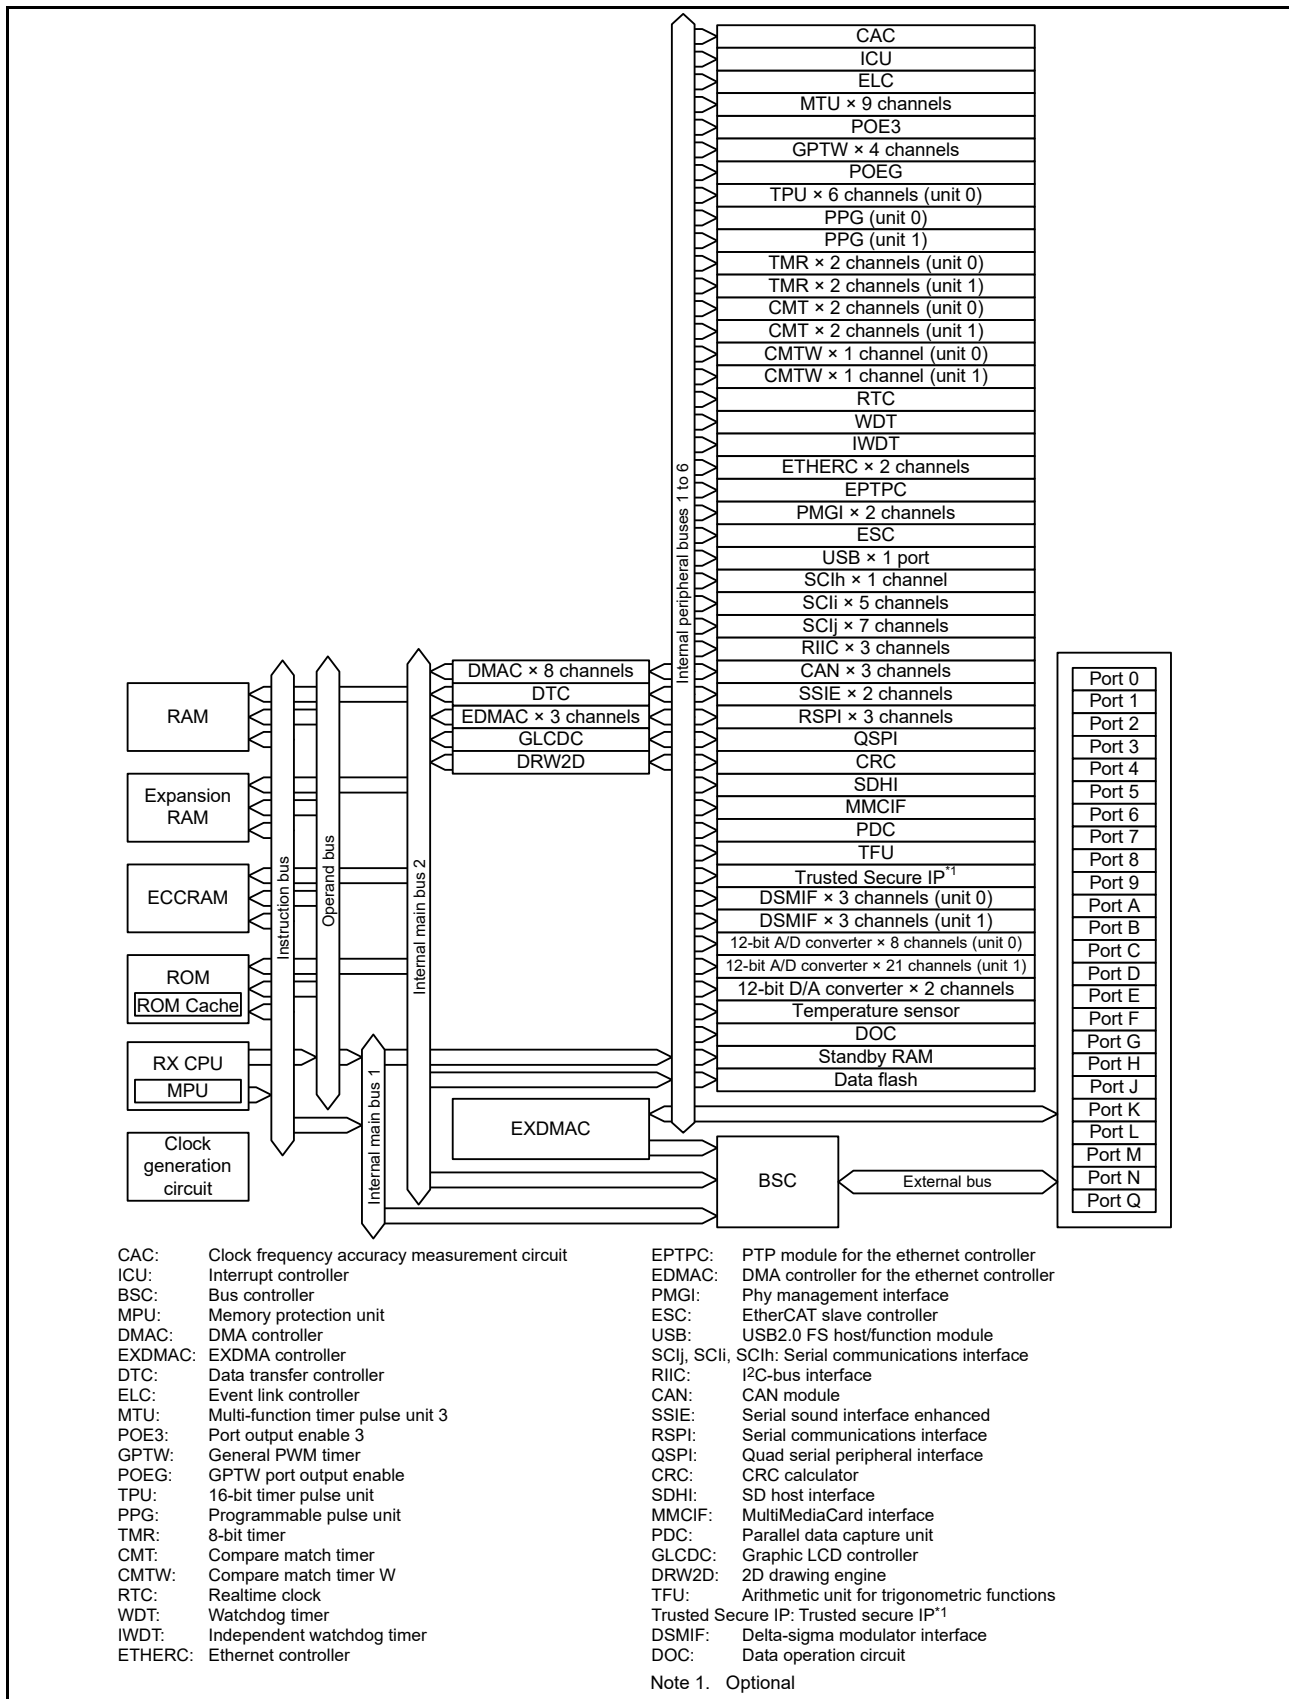 CAC
ICU
ELC
MTU × 9 channels
POE3
GPTW × 4 channels
POEG
TPU × 6 channels (unit 0)
PPG (unit 0)
PPG (unit 1)
TMR × 2 channels (unit 0)
TMR × 2 channels (unit 1)
CMT × 2 channels (unit 0)
CMT × 2 channels (unit 1)
CMTW × 1 channel (unit 0)
CMTW × 1 channel (unit 1)
RTC
WDT
IWDT
ETHERC × 2 channels
EPTPC
PMGI × 2 channels
ESC
USB × 1 port
SCIh × 1 channel
SCIi × 5 channels
SCIj × 7 channels
RIIC × 3 channels
CAN × 3 channels
SSIE × 2 channels
RSPI × 3 channels
QSPI
CRC
SDHI
MMCIF
PDC
TFU
Trusted Secure IP*1
DSMIF × 3 channels (unit 0)
DSMIF × 3 channels (unit 1)
12-bit A/D converter × 8 channels (unit 0)
12-bit A/D converter × 21 channels (unit 1)
12-bit D/A converter × 2 channels
Temperature sensor
DOC
Standby RAM
Data flash
Internal peripheral buses 1 to 6
DMAC × 8 channels
DTC
EDMAC × 3 channels
GLCDC
DRW2D
RAM
Expansion
RAM
ECCRAM
ROM
ROM Cache
RX CPU
MPU
Clock
generation
circuit
Instruction bus
Operand bus
Internal main bus 1
Internal main bus 2
EXDMAC
BSC
External bus
Port 0
Port 1
Port 2
Port 3
Port 4
Port 5
Port 6
Port 7
Port 8
Port 9
Port A
Port B
Port C
Port D
Port E
Port F
Port G
Port H
Port J
Port K
Port L
Port M
Port N
Port Q
CAC: Clock frequency accuracy measurement circuit
ICU: Interrupt controller
BSC: Bus controller
MPU: Memory protection unit
DMAC: DMA controller
EXDMAC: EXDMA controller
DTC: Data transfer controller
ELC: Event link controller
MTU: Multi-function timer pulse unit 3
POE3: Port output enable 3
GPTW: General PWM timer
POEG: GPTW port output enable
TPU: 16-bit timer pulse unit
PPG: Programmable pulse unit
TMR: 8-bit timer
CMT: Compare match timer
CMTW: Compare match timer W
RTC: Realtime clock
WDT: Watchdog timer
IWDT: Independent watchdog timer
ETHERC: Ethernet controller
EPTPC: PTP module for the ethernet controller
EDMAC: DMA controller for the ethernet controller
PMGI: Phy management interface
ESC: EtherCAT slave controller
USB: USB2.0 FS host/function module
SCIj, SCIi, SCIh: Serial communications interface
RIIC: I2C-bus interface
CAN: CAN module
SSIE: Serial sound interface enhanced
RSPI: Serial communications interface
QSPI: Quad serial peripheral interface
CRC: CRC calculator
SDHI: SD host interface
MMCIF: MultiMediaCard interface
PDC: Parallel data capture unit
GLCDC: Graphic LCD controller
DRW2D: 2D drawing engine
TFU: Arithmetic unit for trigonometric functions
Trusted Secure IP: Trusted secure IP*1
DSMIF: Delta-sigma modulator interface
DOC: Data operation circuit
Note 1. Optional